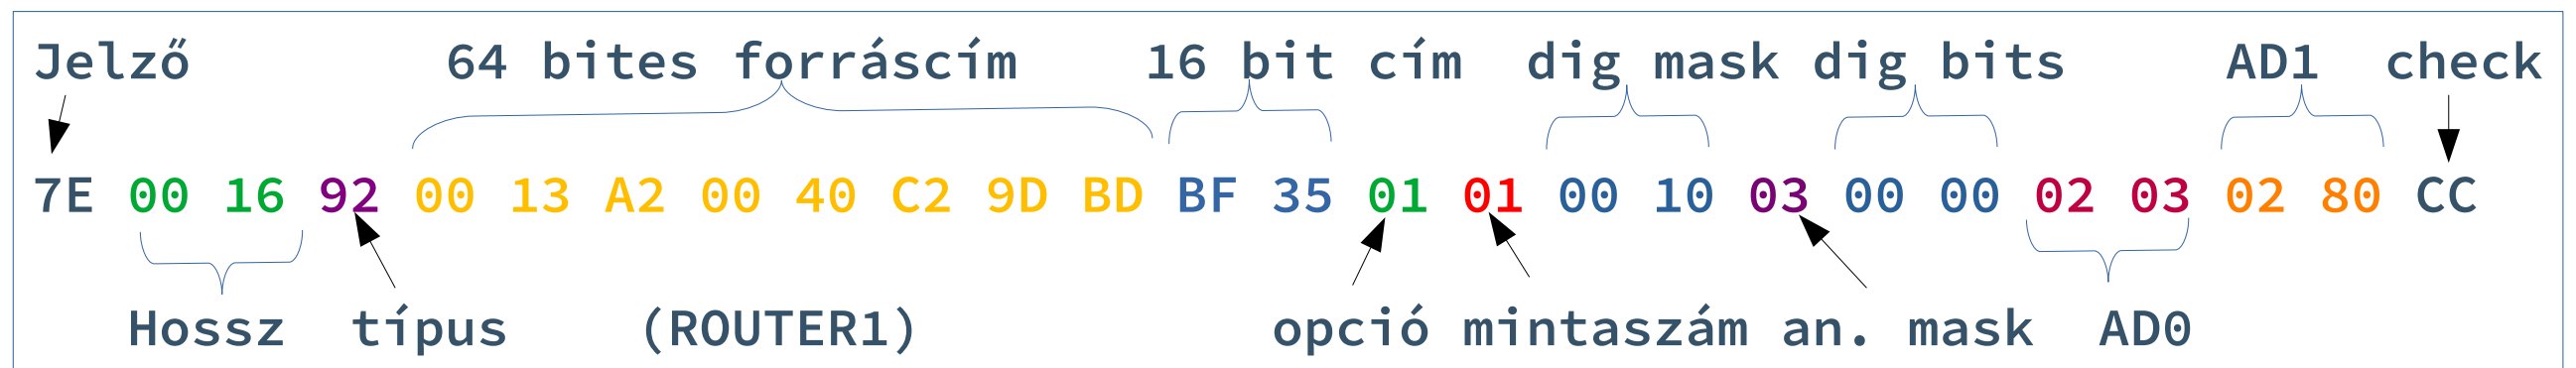 Jelző 64 bites forráscím 16 bit cím dig mask dig bits AD1 check
7E 00 16 92 00 13 A2 00 40 C2 9D BD BF 35 01 01 00 10 03 00 00 02 03 02 80 CC
Hossz típus (ROUTER1) opció mintaszám an. mask AD0